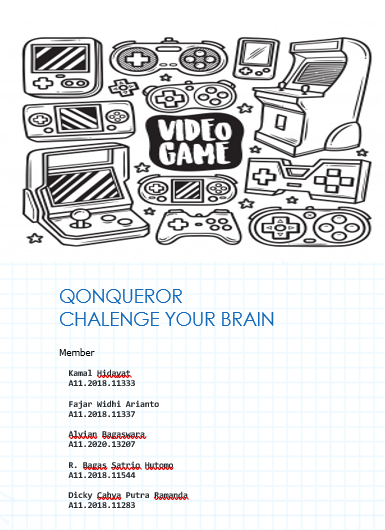 VIDEO
GAME
QONQUEROR
CHALENGE YOUR BRAIN
Member
Kamal Hidayat
A11.2018.11333
Fajar Widhi Arianto
A11.2018.11337
Alvian Bagaswara
A11.2020.13207
R. Bagas Satrio Hutomo
A11.2018.11544
Dicky Cahya Putra Ramanda
A11.2018.11283